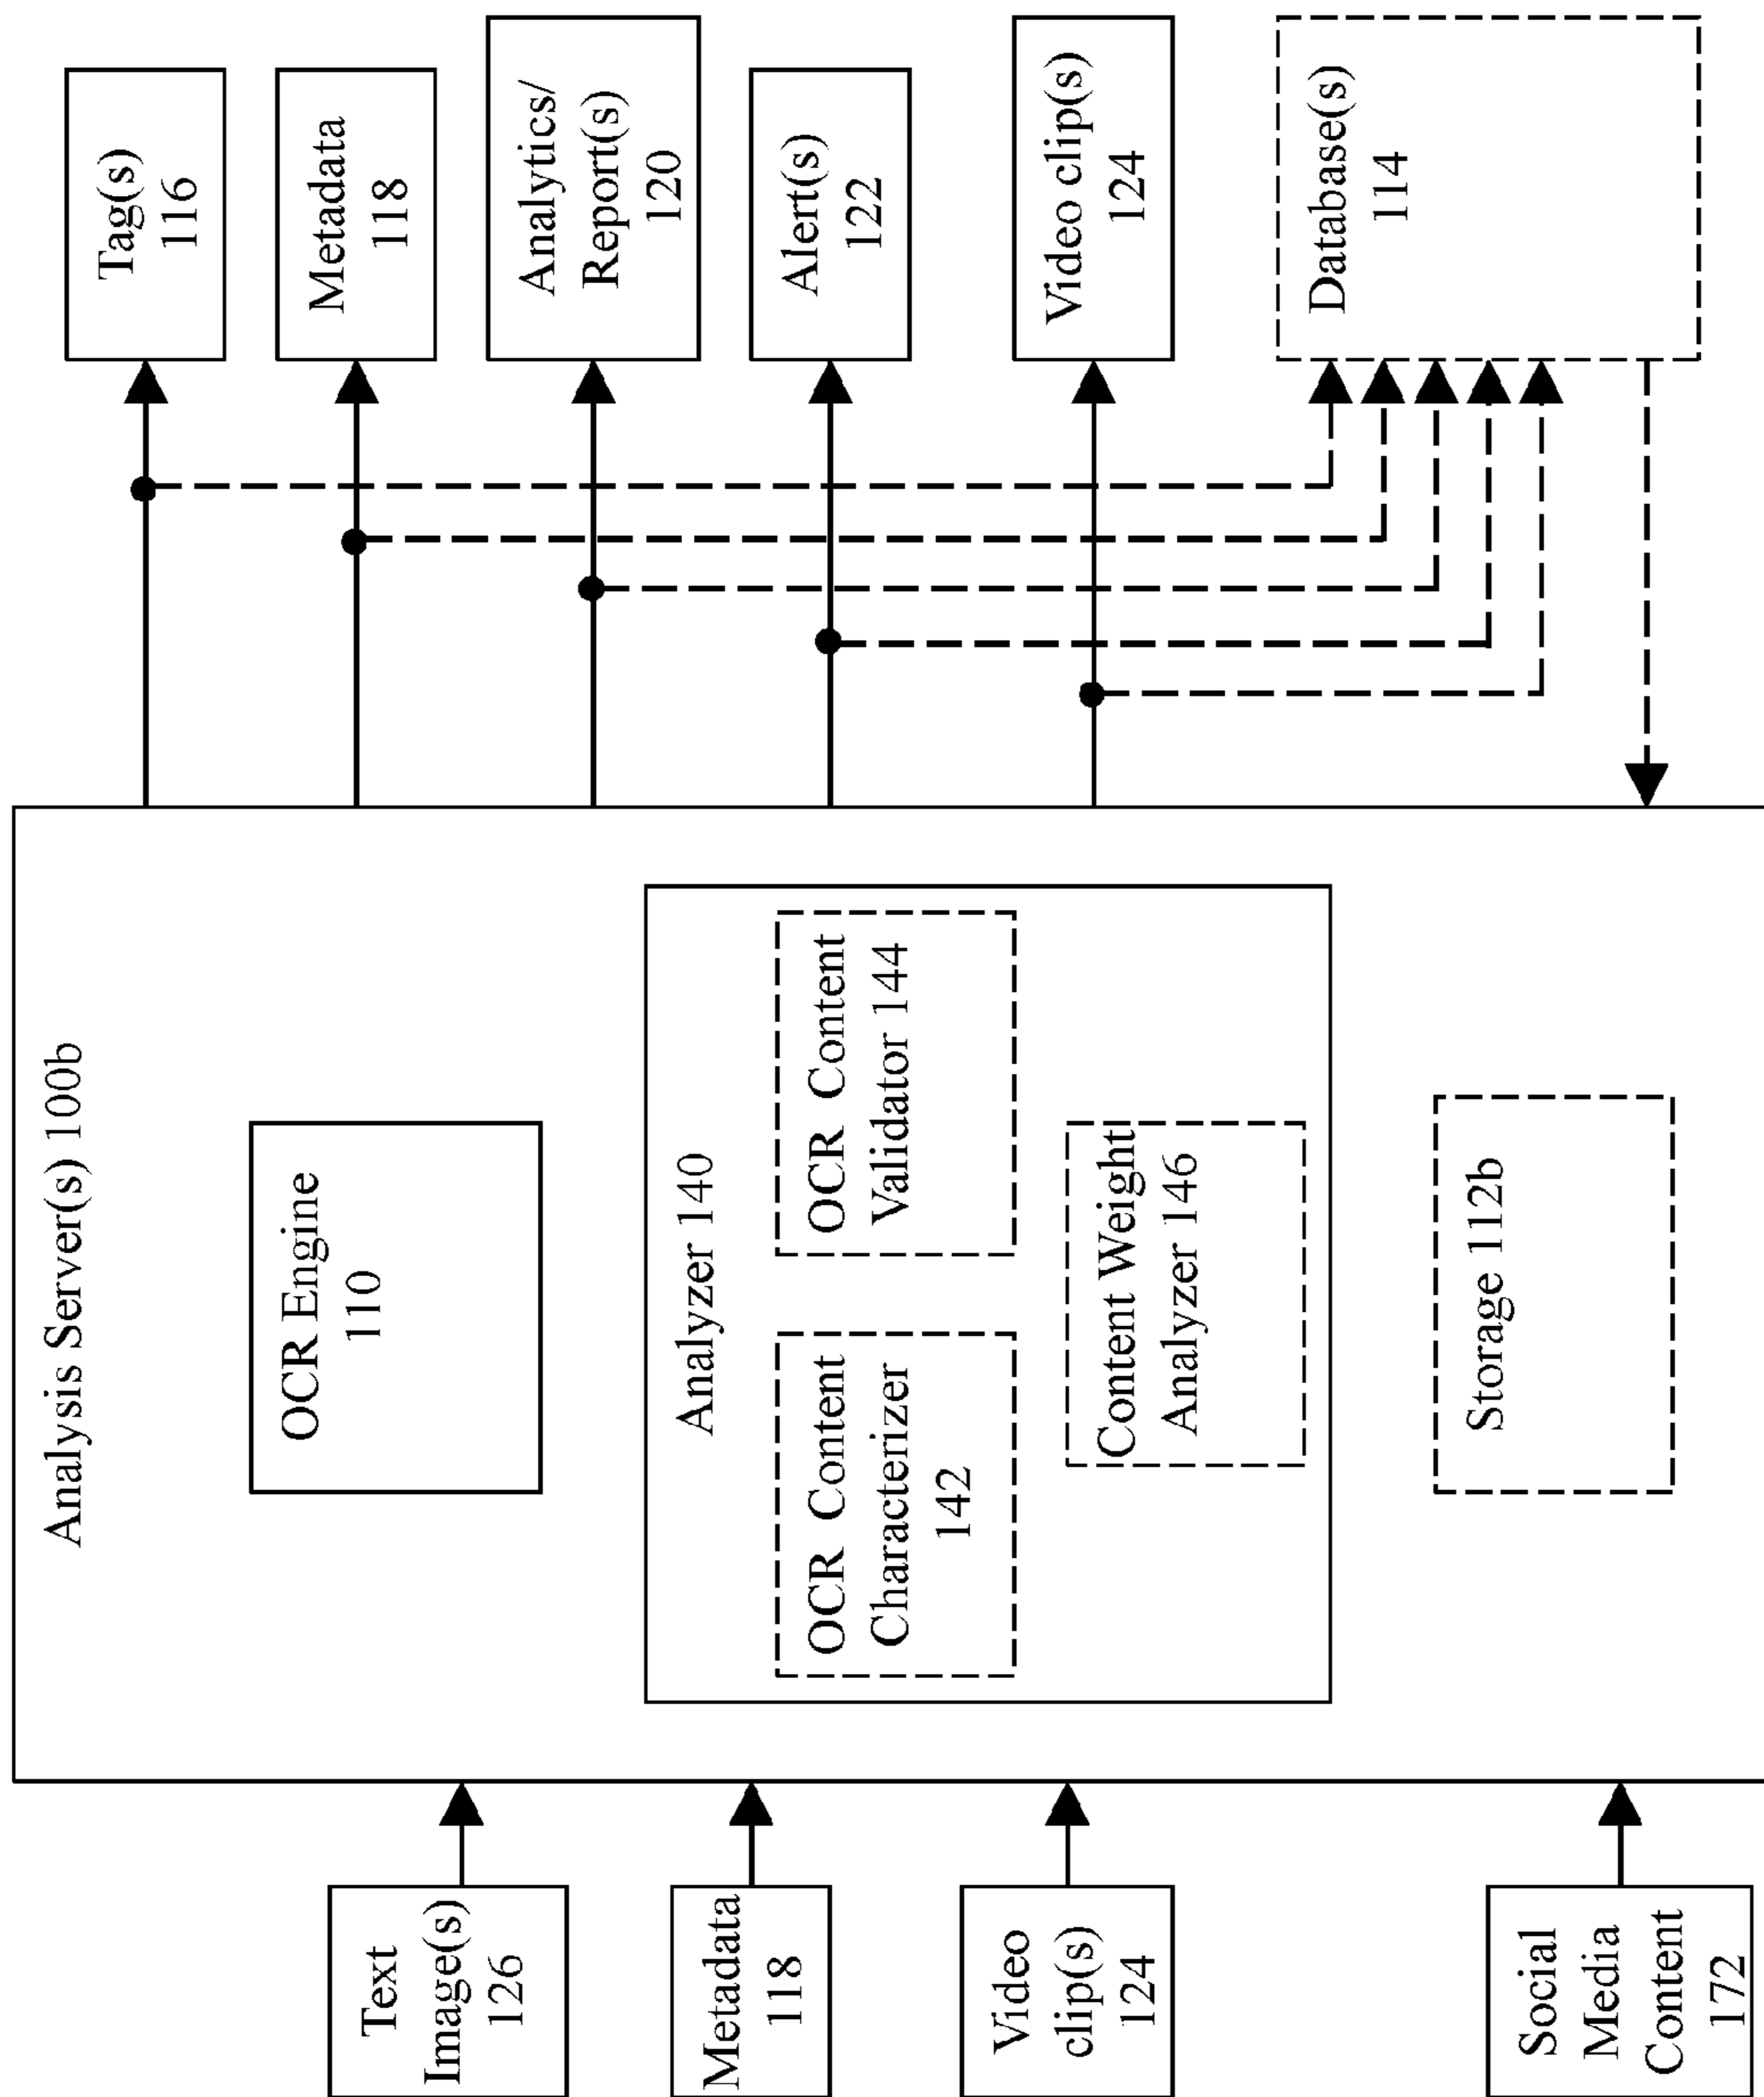 Text
Image(s)
126
Metadata
118
Video
clip(s)
124
Social
Media
Content
172
Analysis Server(s) 100b
OCR Engine
110
Analyzer 140
OCR Content
Characterizer
142
OCR Content
Validator 144
Content Weight
Analyzer 146
Storage 112b
Tag(s)
116
Metadata
118
Analytics/
Report(s)
120
Alert(s)
122
Video clip(s)
124
Database(s)
114